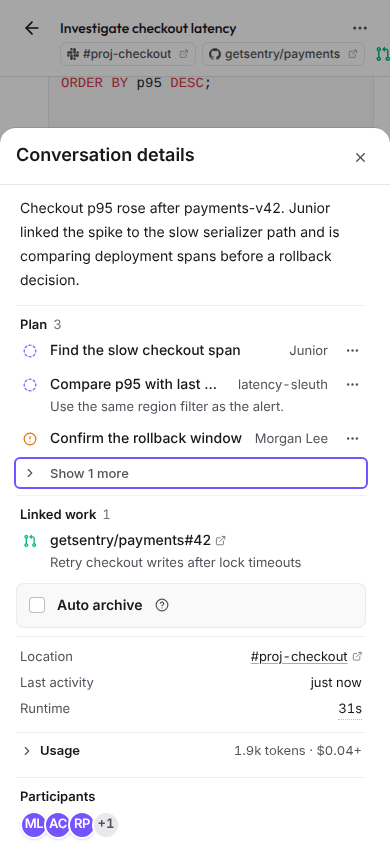 Investigate checkout latency
#proj-checkout
getsentry/payments
ORDER BY p95 DESC;
Conversation details
Checkout p95 rose after payments-v42. Junior
linked the spike to the slow serializer path and is
comparing deployment spans before a rollback
decision.
Plan 3
Find the slow checkout span Junior
Compare p95 with last ... latency-sleuth
Use the same region filter as the alert.
Confirm the rollback window Morgan Lee
Show 1 more
Linked work 1
getsentry/payments#42
Retry checkout writes after lock timeouts
Auto archive
Location #proj-checkout
Last activity just now
Runtime 31s
Usage 1.9k tokens · $0.04+
Participants
ML AC RP +1